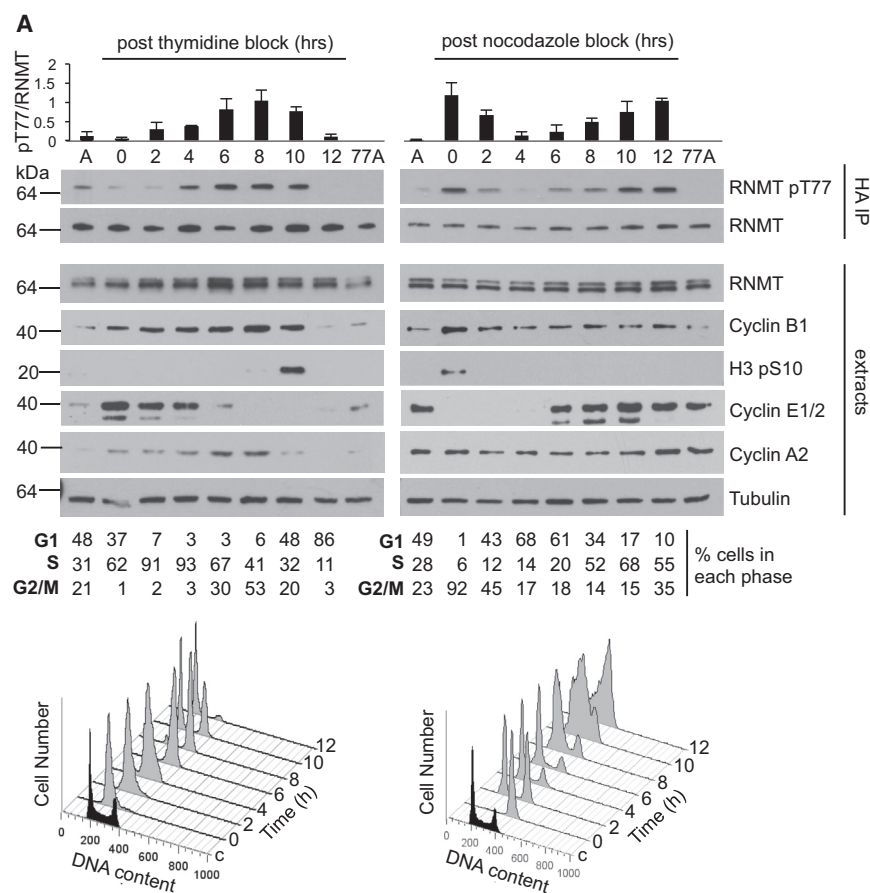 A
post thymidine block (hrs)
post nocodazole block (hrs)
pT77/RNMT
2
1.5
1
0.5
0
A 0 2 4 6 8 10 12 77A
A 0 2 4 6 8 10 12 77A
kDa
64
RNMT pT77
64
RNMT
HA IP
64
RNMT
40
Cyclin B1
20
H3 pS10
40
Cyclin E1/2
40
Cyclin A2
64
Tubulin
extracts
G1 48 37 7 3 3 6 48 86
S 31 62 91 93 67 41 32 11
G2/M 21 1 2 3 30 53 20 3
G1 49 1 43 68 61 34 17 10
S 28 6 12 14 20 52 68 55
G2/M 23 92 45 17 18 14 15 35
% cells in
each phase
Cell Number
0 200 400 600 800 1000
DNA content
c 0 2 4 6 8 10 12
Time (h)
Cell Number
0 200 400 600 800 1000
DNA content
c 0 2 4 6 8 10 12
Time (h)